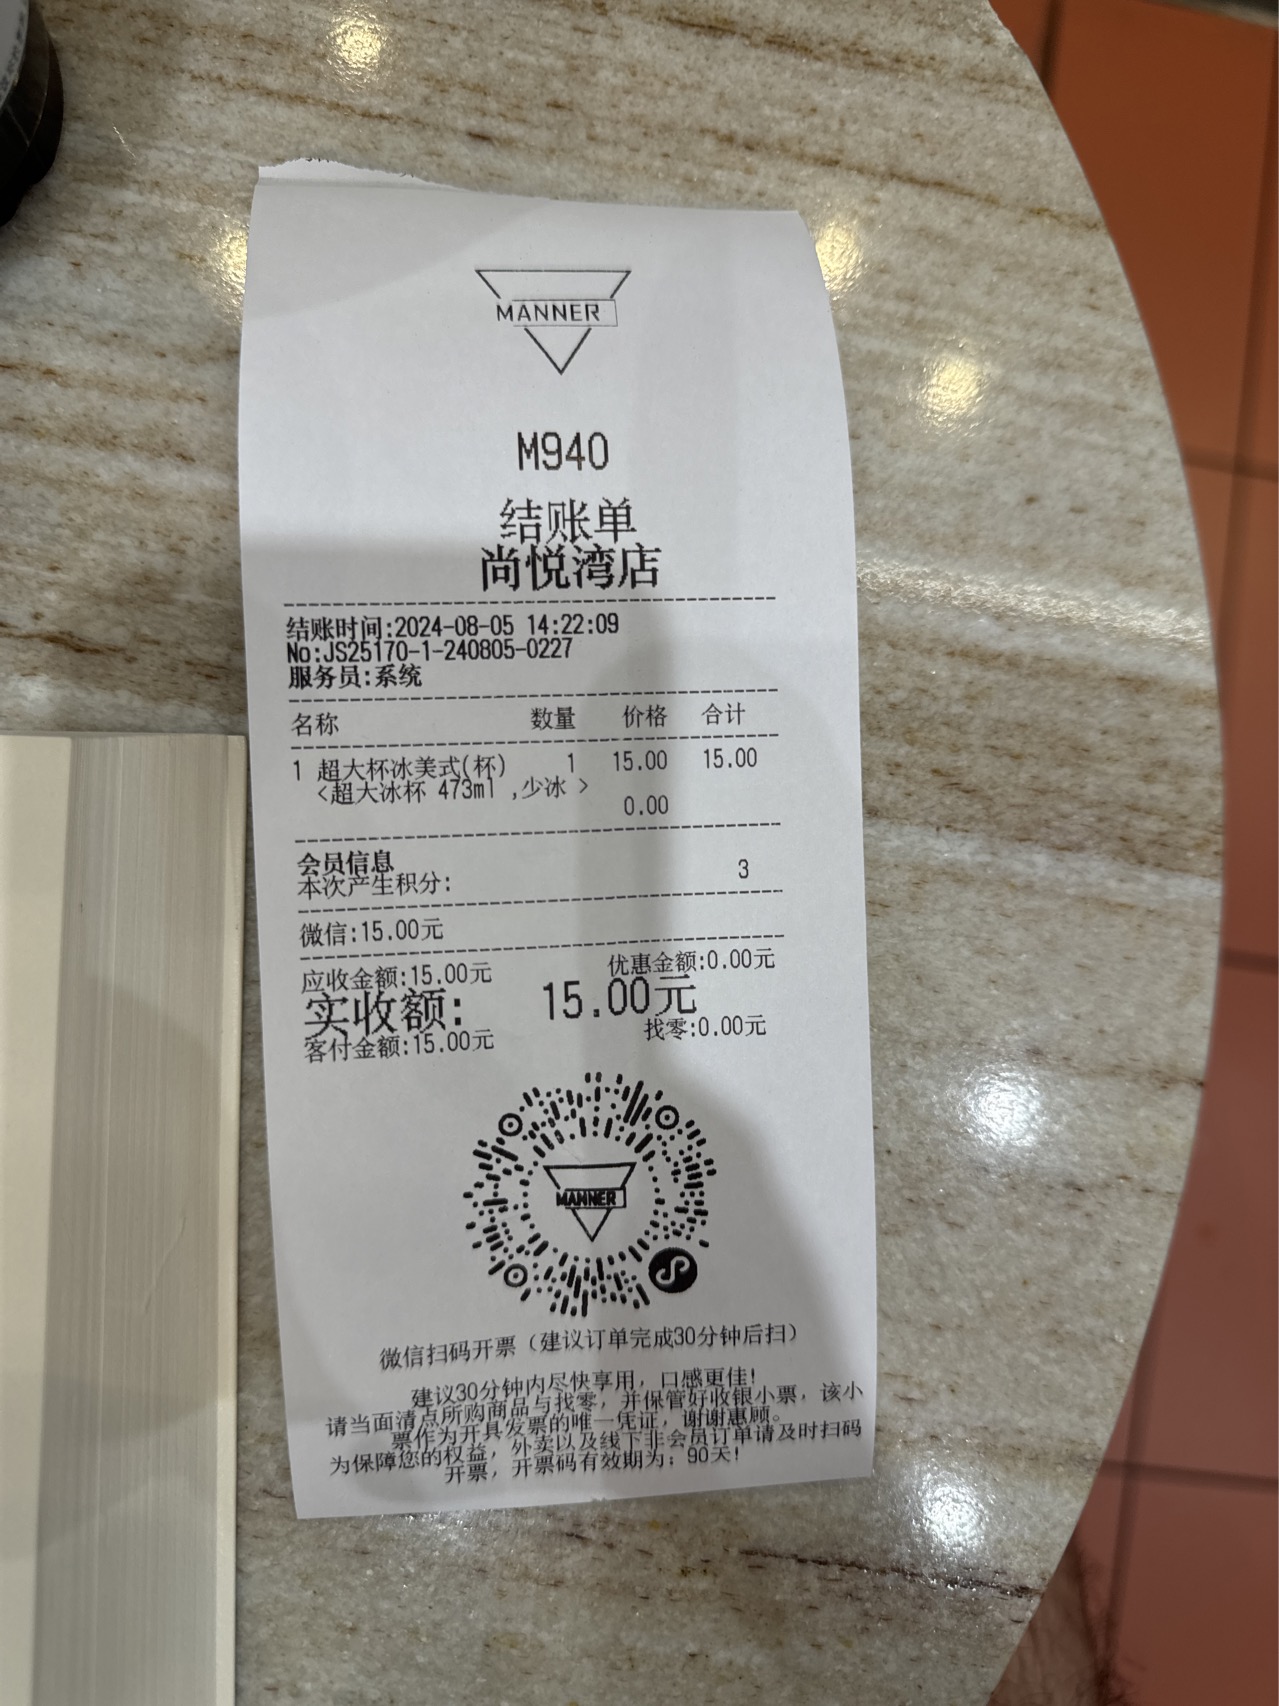 MANNER
M940
结账单
尚悦湾店
结账时间:2024-08-05 14:22:09
No:JS25170-1-240805-0227
服务员:系统
名称 数量 价格 合计
1 超大杯冰美式(杯) 1 15.00 15.00
<超大冰杯 473ml ,少冰 >
0.00
会员信息
本次产生积分: 3
微信:15.00元
应收金额:15.00元 优惠金额:0.00元
实收额: 15.00元
客付金额:15.00元 找零:0.00元
MANNER
微信扫码开票（建议订单完成30分钟后扫）
建议30分钟内尽快享用，口感更佳!
请当面清点所购商品与找零，并保管好收银小票，该小
票作为开具发票的唯一凭证，谢谢惠顾。
为保障您的权益，外卖以及线下非会员订单请及时扫码
开票，开票码有效期为：90天!